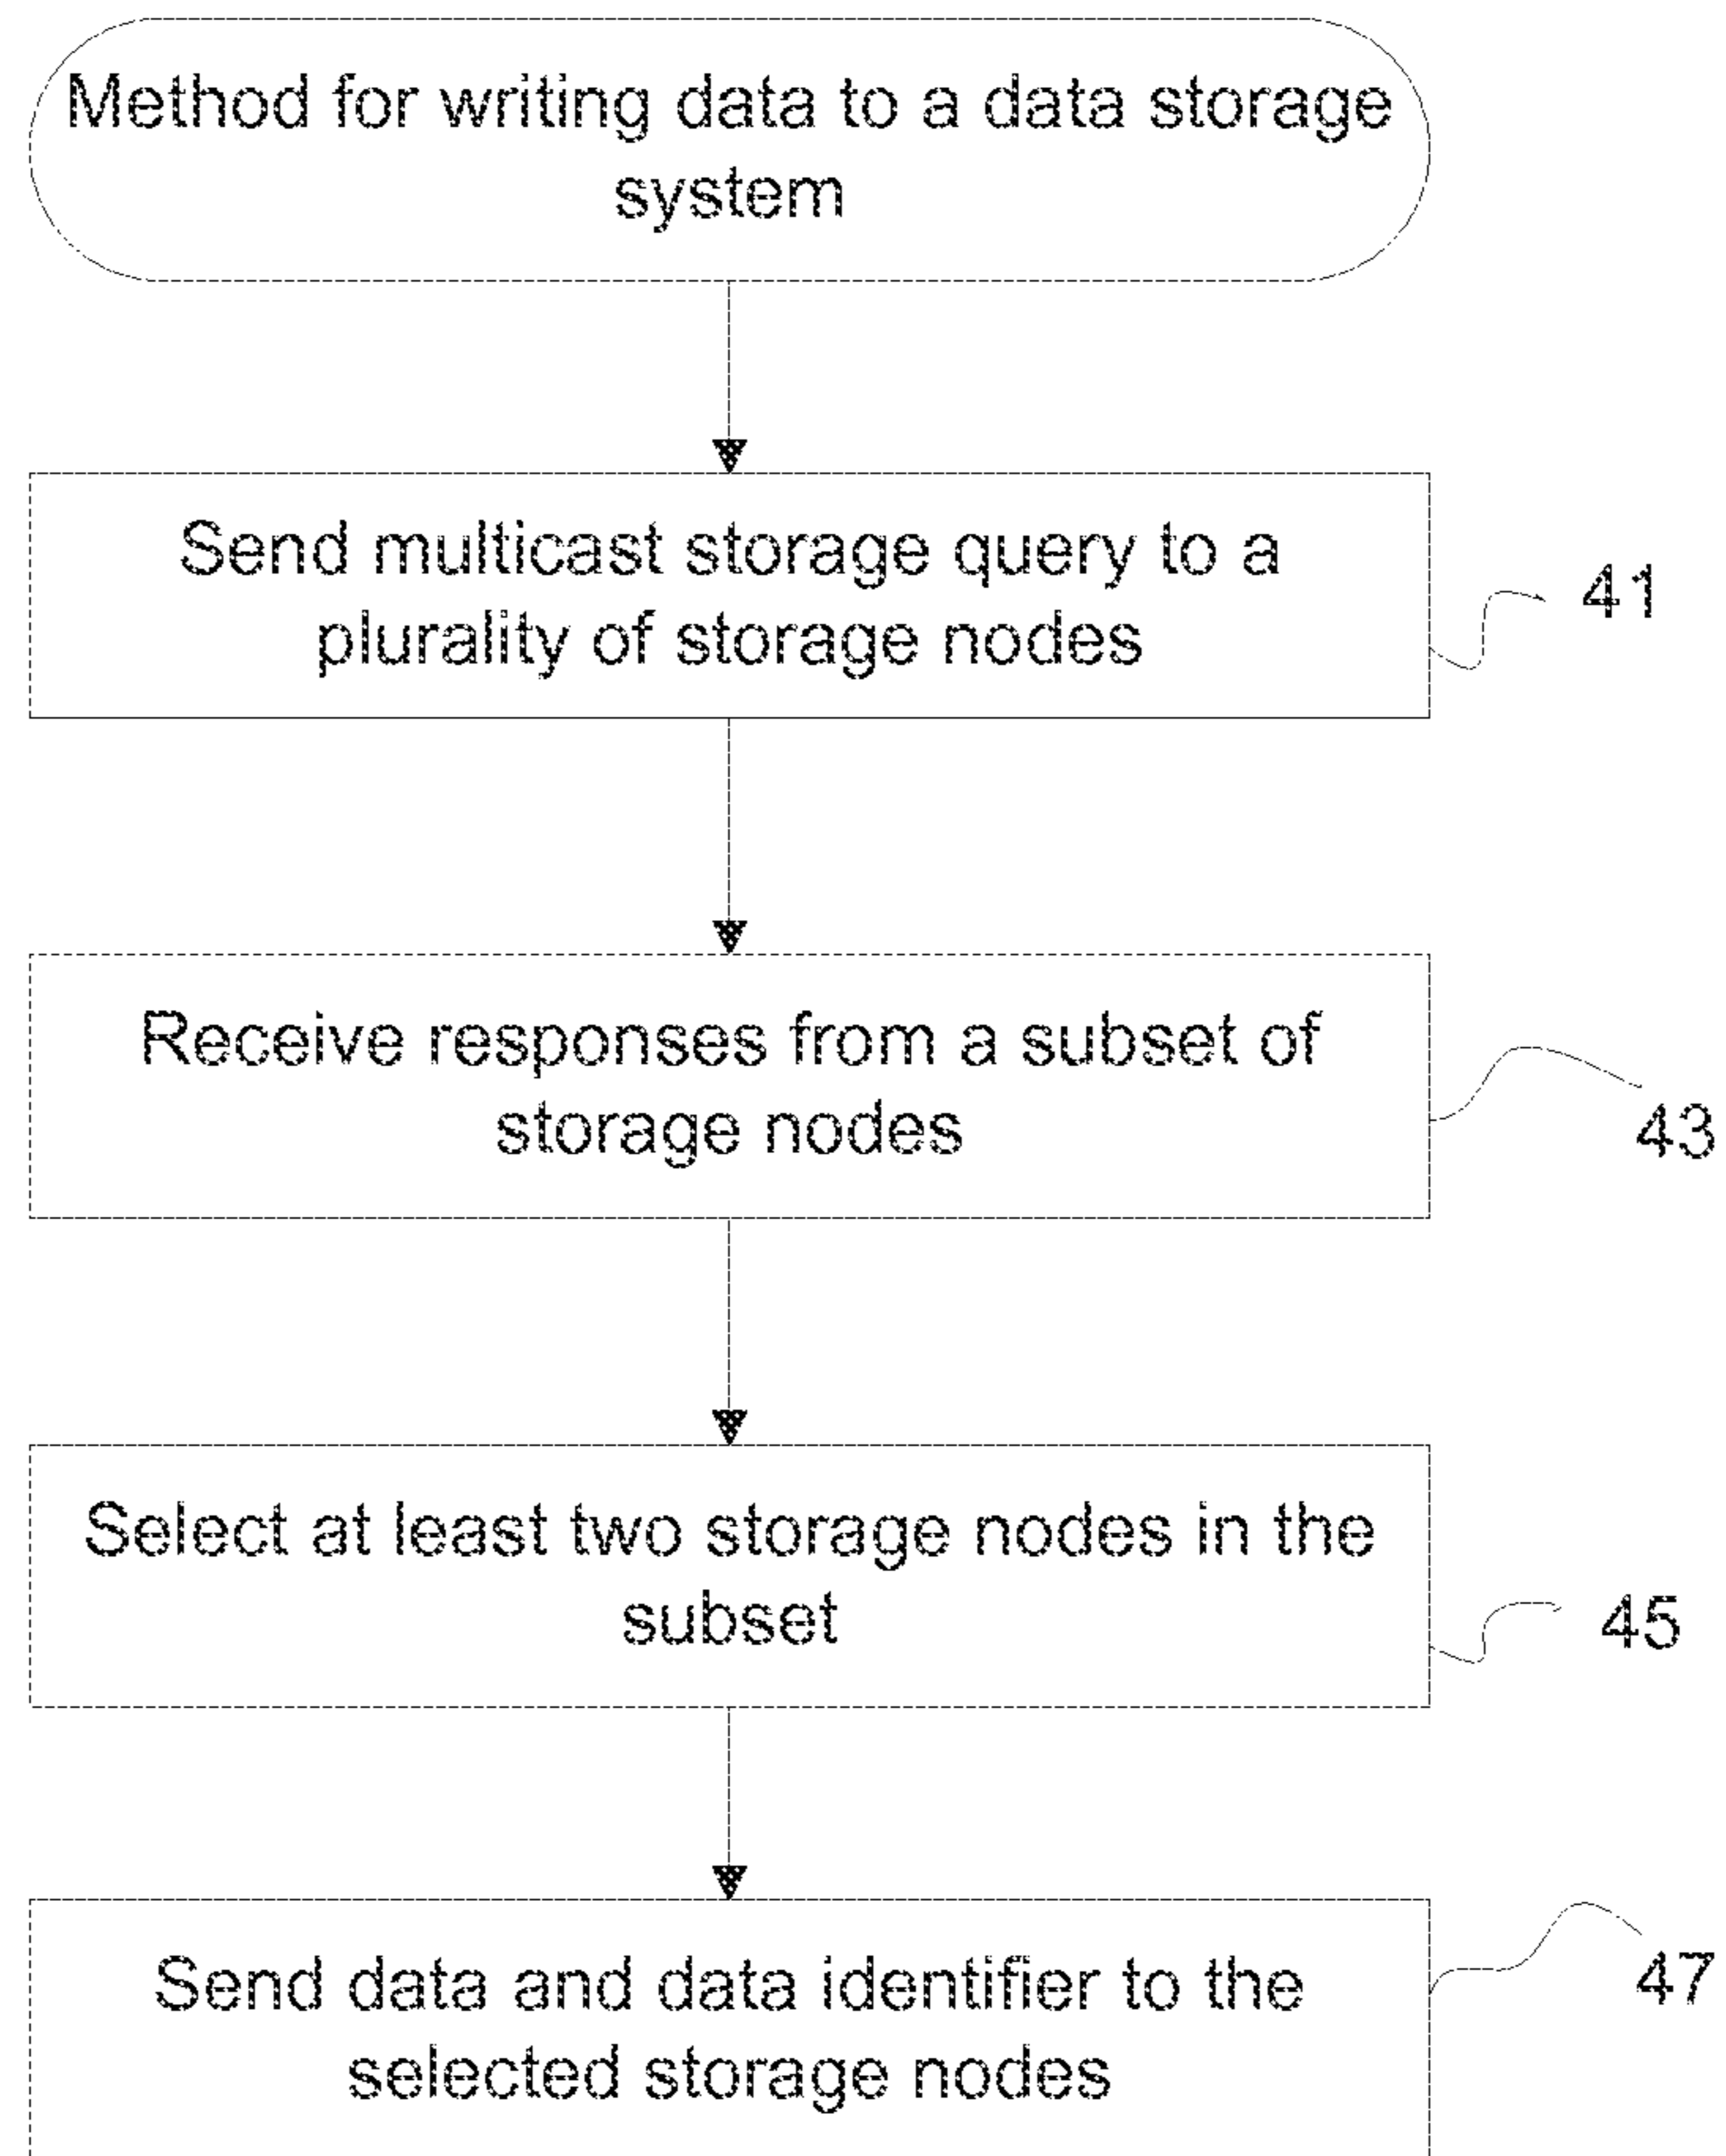 Method for writing data to a data storage
system
Send multicast storage query to a
plurality of storage nodes
41
Receive responses from a subset of
storage nodes
43
Select at least two storage nodes in the
subset
45
Send data and data identifier to the
selected storage nodes
47